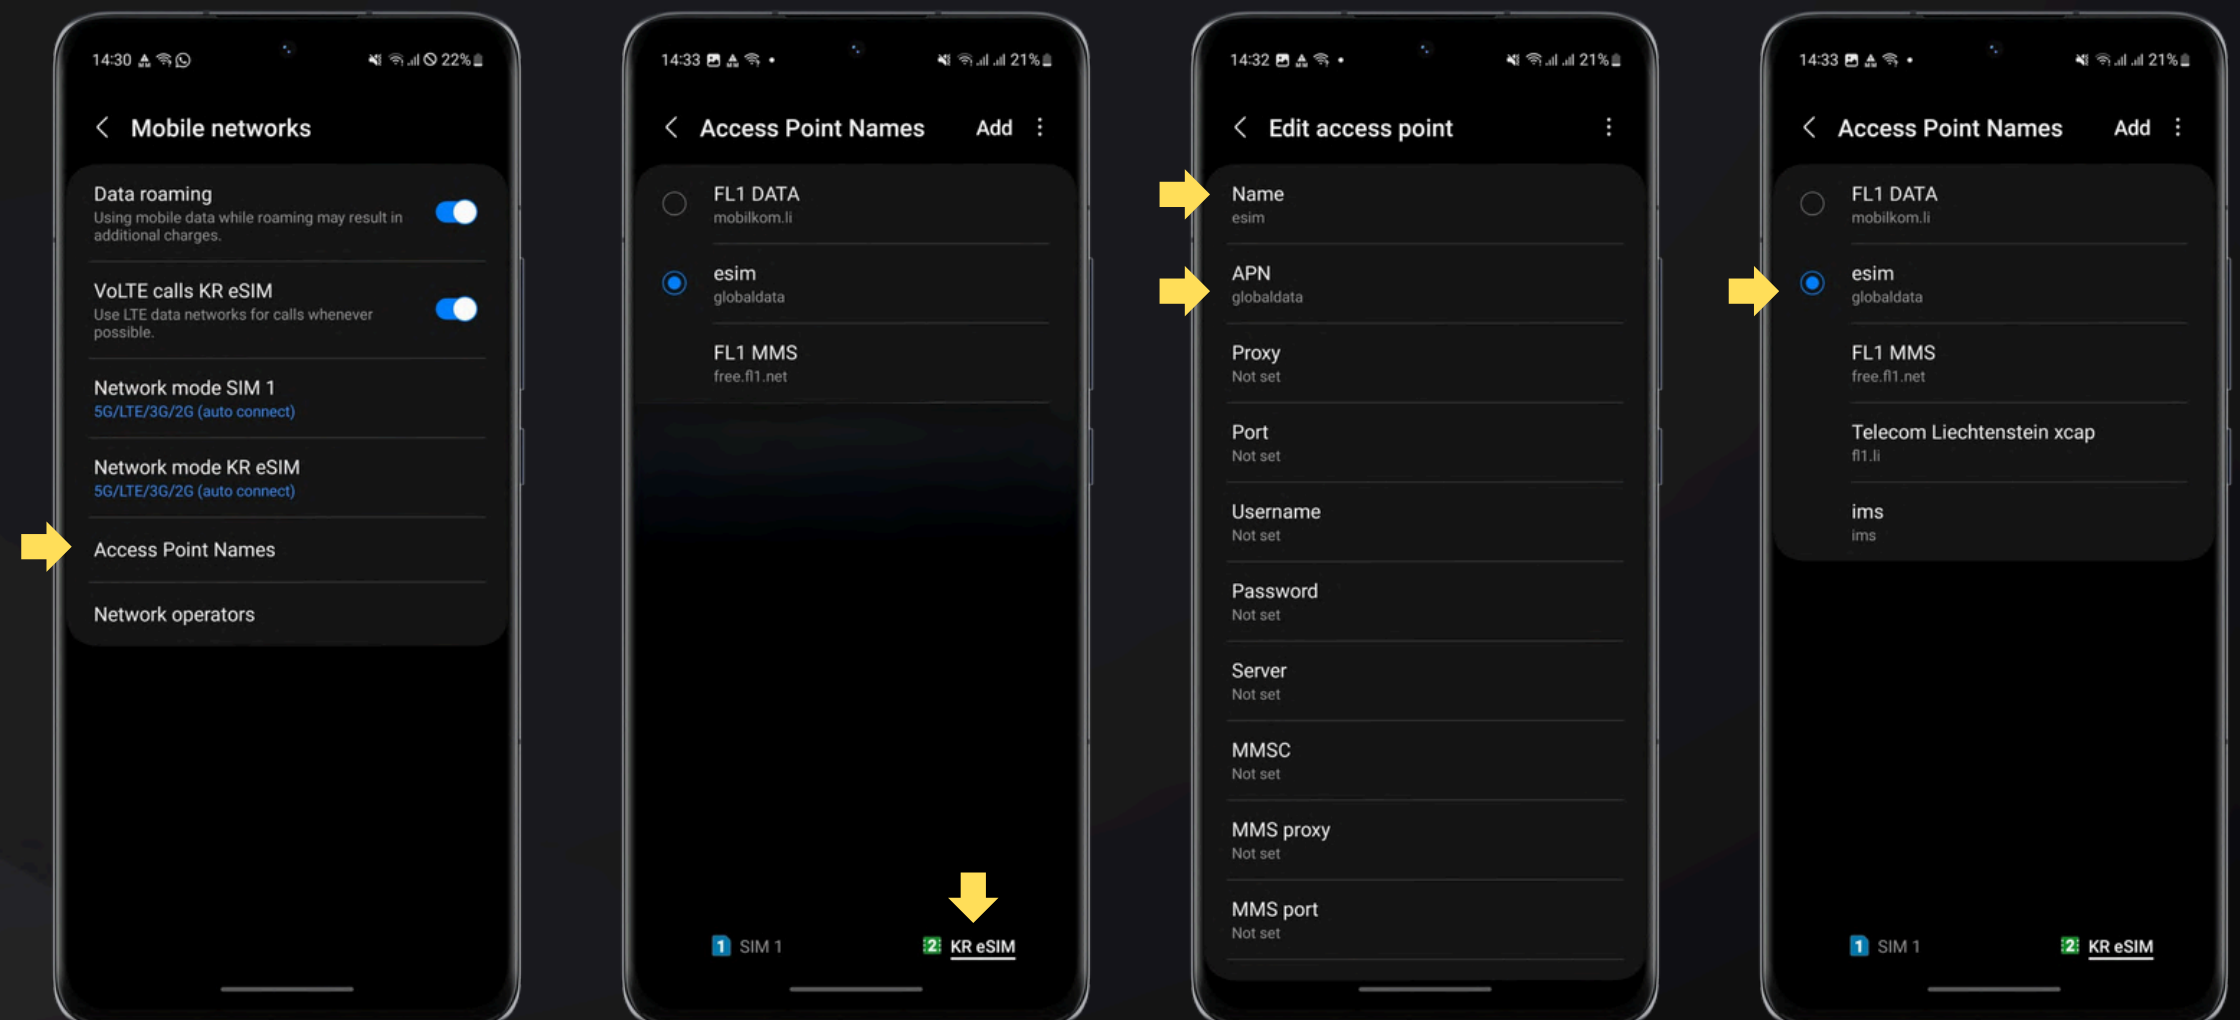 14:30
22%
Mobile networks
Data roaming
Using mobile data while roaming may result in
additional charges.
VoLTE calls KR eSIM
Use LTE data networks for calls whenever
possible.
Network mode SIM 1
5G/LTE/3G/2G (auto connect)
Network mode KR eSIM
5G/LTE/3G/2G (auto connect)
Access Point Names
Network operators
14:33
21%
Access Point Names
Add
FL1 DATA
mobilkom.li
esim
globaldata
FL1 MMS
free.fl1.net
1 SIM 1
2 KR eSIM
14:32
21%
Edit access point
Name
esim
APN
globaldata
Proxy
Not set
Port
Not set
Username
Not set
Password
Not set
Server
Not set
MMSC
Not set
MMS proxy
Not set
MMS port
Not set
14:33
21%
Access Point Names
Add
FL1 DATA
mobilkom.li
esim
globaldata
FL1 MMS
free.fl1.net
Telecom Liechtenstein xcap
fl1.li
ims
ims
1 SIM 1
2 KR eSIM